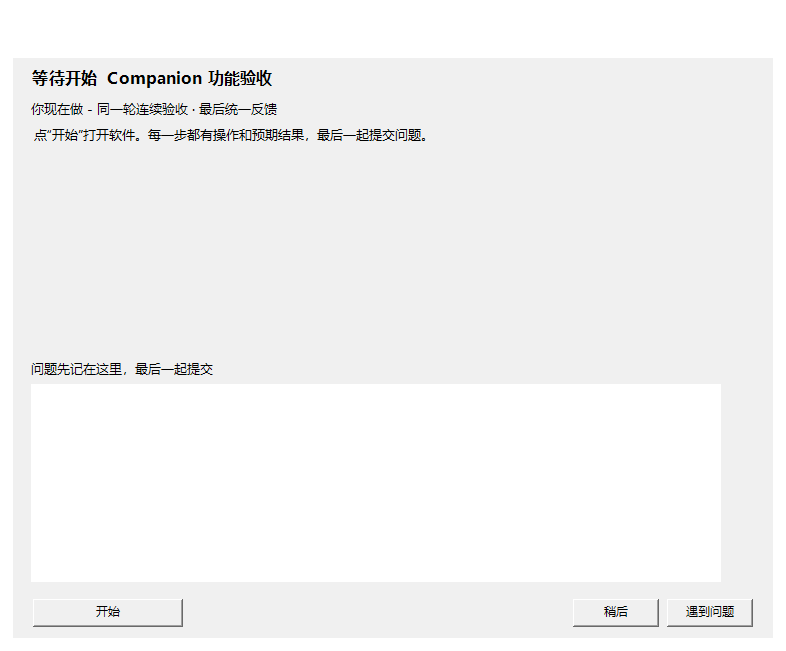 等待开始 Companion 功能验收
你现在做 - 同一轮连续验收 · 最后统一反馈
点"开始"打开软件。每一步都有操作和预期结果，最后一起提交问题。
问题先记在这里，最后一起提交
开始
稍后
遇到问题